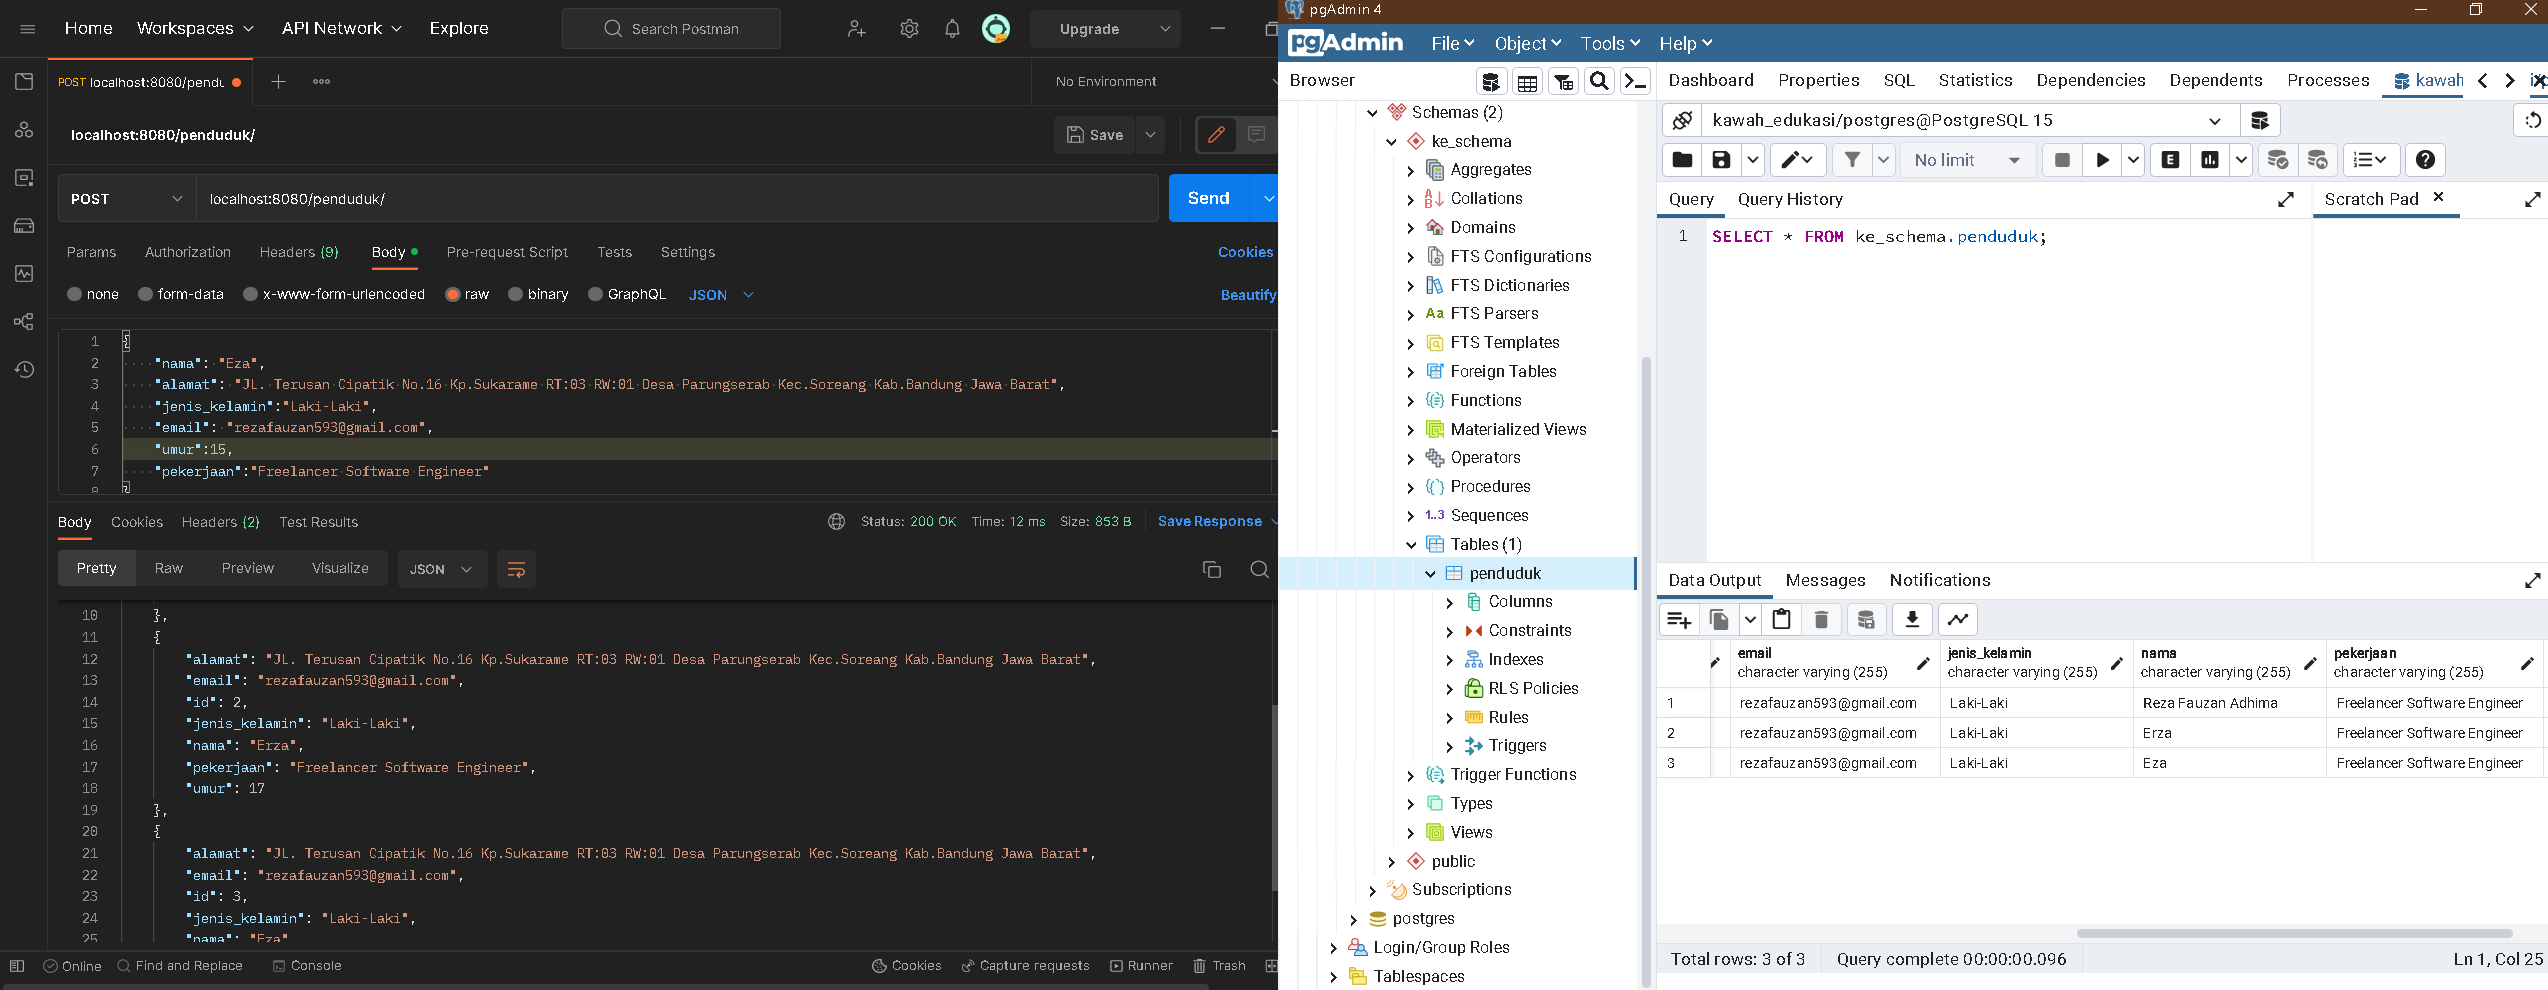 Home Workspaces API Network Explore Search Postman Upgrade
POST localhost:8080/pendu No Environment
localhost:8080/penduduk/ Save
POST localhost:8080/penduduk/ Send
Params Authorization Headers (9) Body Pre-request Script Tests Settings Cookies
none form-data x-www-form-urlencoded raw binary GraphQL JSON Beautify
1 {
2 "nama": "Eza",
3 "alamat": "JL. Terusan Cipatik No.16 Kp.Sukarame RT:03 RW:01 Desa Parungserab Kec.Soreang Kab.Bandung Jawa Barat",
4 "jenis_kelamin":"Laki-Laki",
5 "email": "rezafauzan593@gmail.com",
6 "umur":15,
7 "pekerjaan":"Freelancer Software Engineer"
8 }
Body Cookies Headers (2) Test Results Status: 200 OK Time: 12 ms Size: 853 B Save Response
Pretty Raw Preview Visualize JSON
10 },
11 {
12 "alamat": "JL. Terusan Cipatik No.16 Kp.Sukarame RT:03 RW:01 Desa Parungserab Kec.Soreang Kab.Bandung Jawa Barat",
13 "email": "rezafauzan593@gmail.com",
14 "id": 2,
15 "jenis_kelamin": "Laki-Laki",
16 "nama": "Erza",
17 "pekerjaan": "Freelancer Software Engineer",
18 "umur": 17
19 },
20 {
21 "alamat": "JL. Terusan Cipatik No.16 Kp.Sukarame RT:03 RW:01 Desa Parungserab Kec.Soreang Kab.Bandung Jawa Barat",
22 "email": "rezafauzan593@gmail.com",
23 "id": 3,
24 "jenis_kelamin": "Laki-Laki",
25 "nama": "Eza"
Online Find and Replace Console Cookies Capture requests Runner Trash
pgAdmin 4
pgAdmin File Object Tools Help
Browser
Schemas (2)
ke_schema
Aggregates
Collations
Domains
FTS Configurations
FTS Dictionaries
Aa FTS Parsers
FTS Templates
Foreign Tables
Functions
Materialized Views
Operators
Procedures
1..3 Sequences
Tables (1)
penduduk
Columns
Constraints
Indexes
RLS Policies
Rules
Triggers
Trigger Functions
Types
Views
public
Subscriptions
postgres
Login/Group Roles
Tablespaces
Dashboard Properties SQL Statistics Dependencies Dependents Processes kawah
kawah_edukasi/postgres@PostgreSQL 15
No limit E
Query Query History Scratch Pad
1 SELECT * FROM ke_schema.penduduk;
Data Output Messages Notifications
email jenis_kelamin nama pekerjaan
character varying (255) character varying (255) character varying (255) character varying (255)
1 rezafauzan593@gmail.com Laki-Laki Reza Fauzan Adhima Freelancer Software Engineer
2 rezafauzan593@gmail.com Laki-Laki Erza Freelancer Software Engineer
3 rezafauzan593@gmail.com Laki-Laki Eza Freelancer Software Engineer
Total rows: 3 of 3 Query complete 00:00:00.096 Ln 1, Col 25